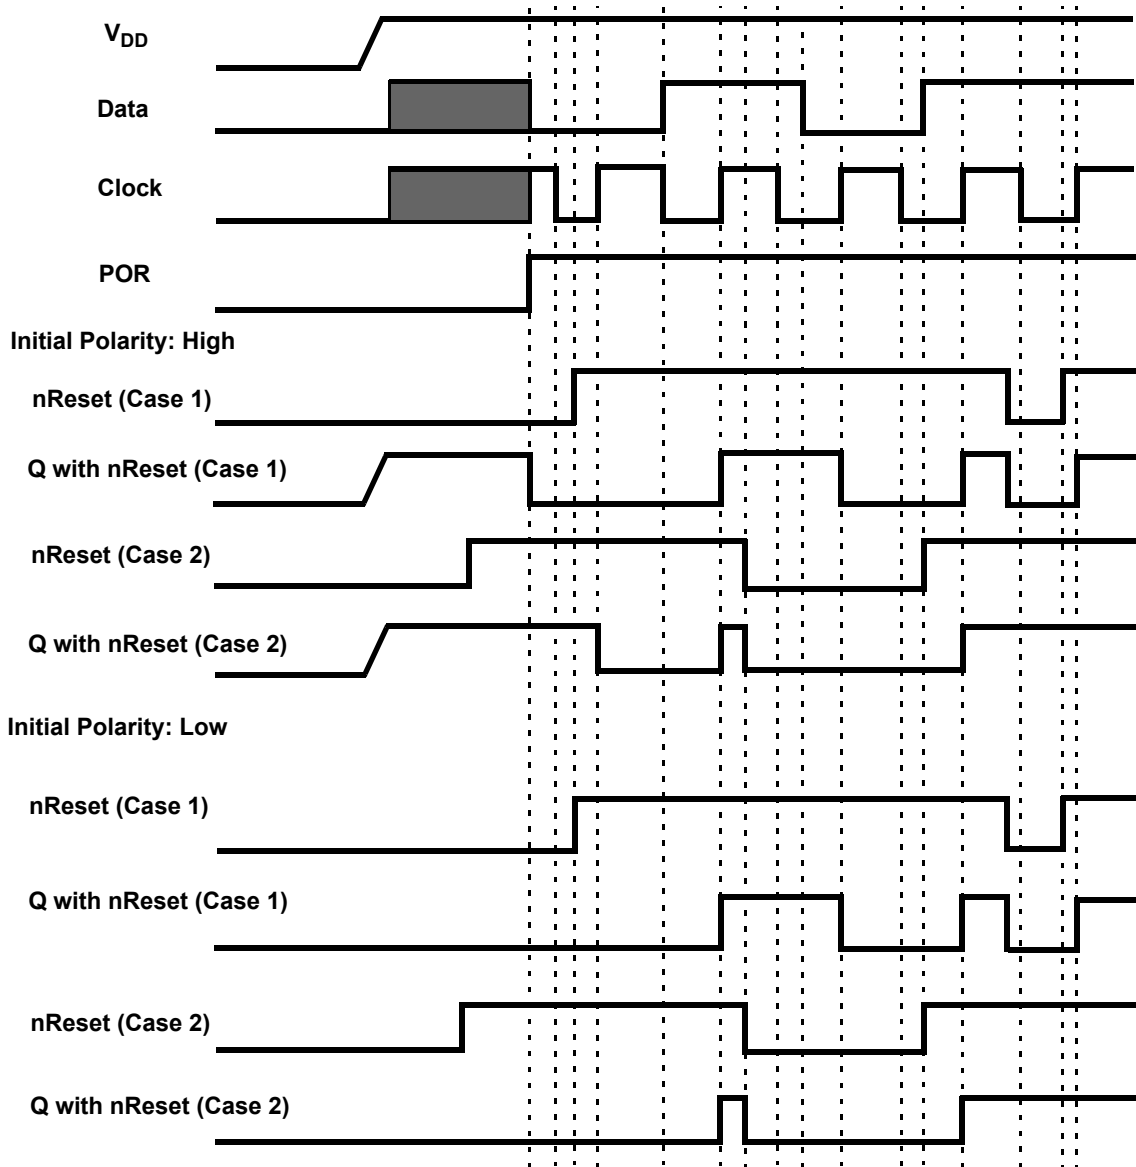 VDD
Data
Clock
POR
Initial Polarity: High
nReset (Case 1)
Q with nReset (Case 1)
nReset (Case 2)
Q with nReset (Case 2)
Initial Polarity: Low
nReset (Case 1)
Q with nReset (Case 1)
nReset (Case 2)
Q with nReset (Case 2)